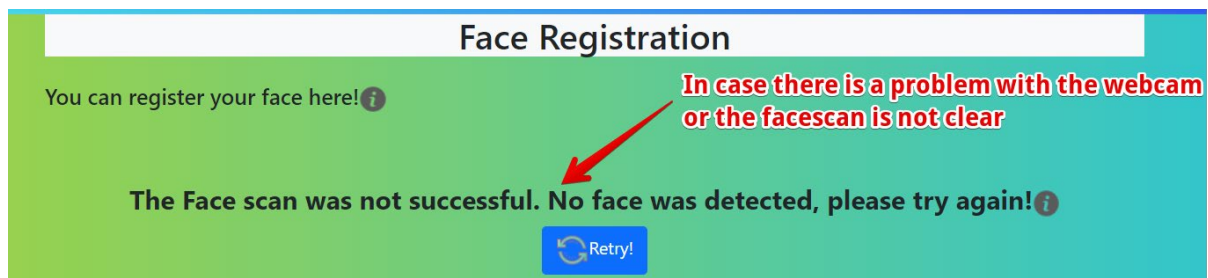 Face Registration
You can register your face here!
In case there is a problem with the webcam
or the facescan is not clear
The Face scan was not successful. No face was detected, please try again!
Retry!